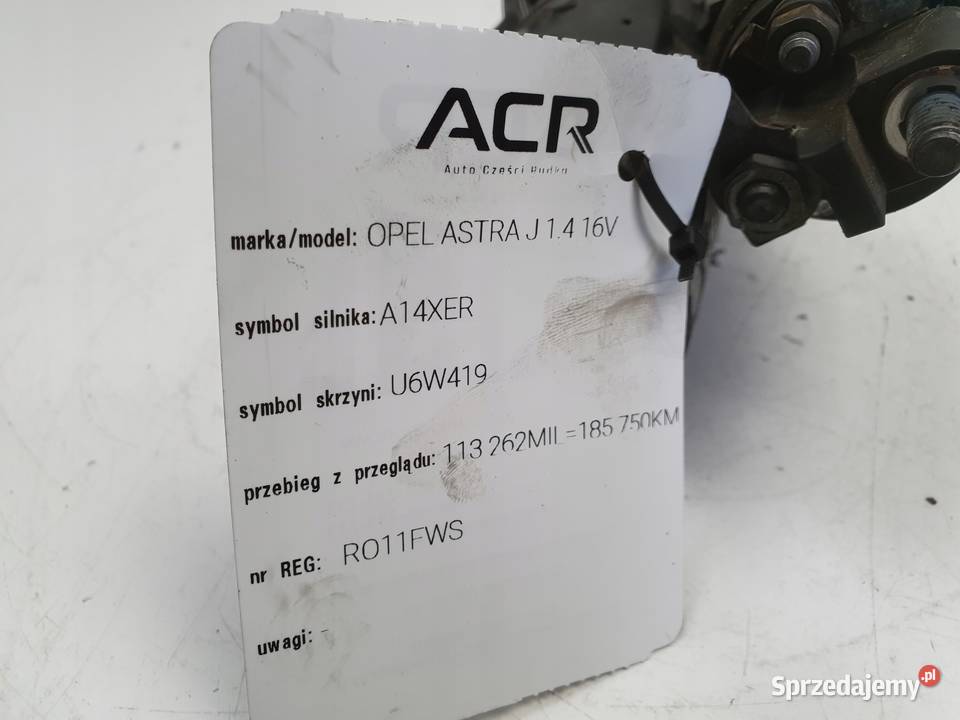 ACR
Auto Części Rudka
marka/model: OPEL ASTRA J 1.4 16V
symbol silnika: A14XER
symbol skrzyni: U6W419
przebieg z przeglądu: 113 262MIL=185 750KM
nr REG: RO11FWS
uwagi: -
Sprzedajemy.pl